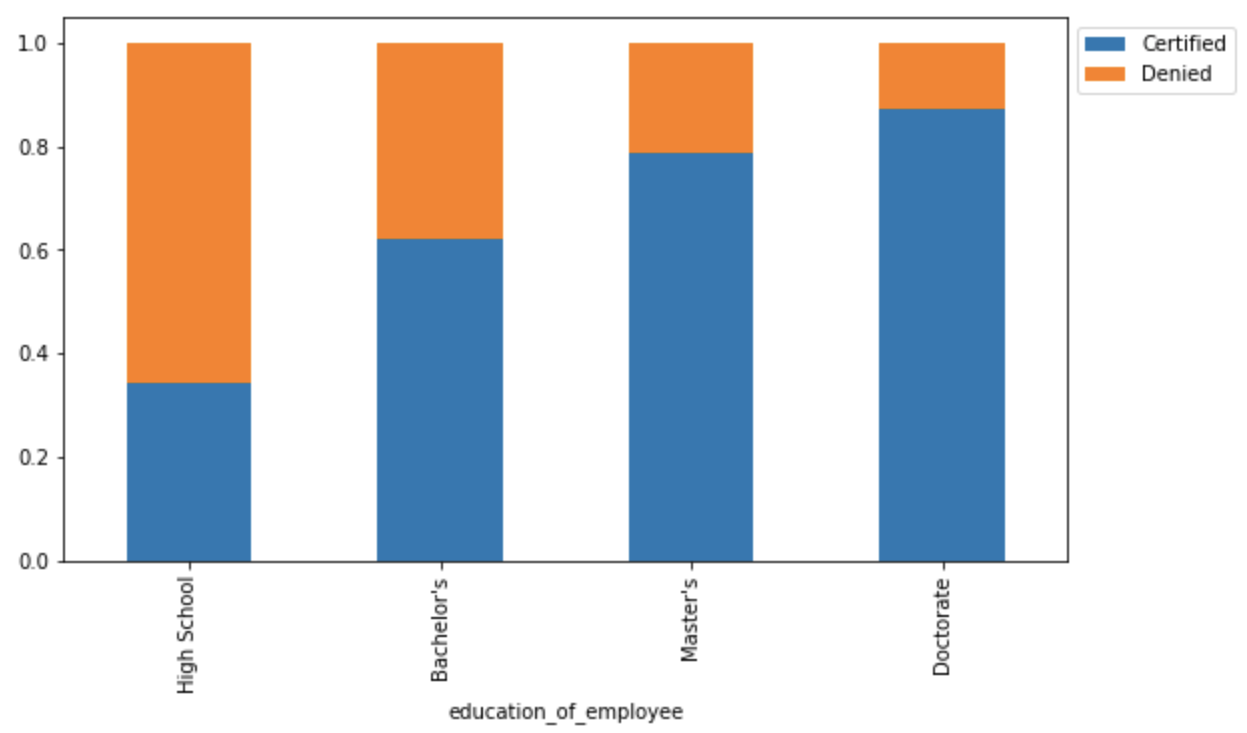 1.0
0.8
0.6
0.4
0.2
0.0
Certified
Denied
High School
Bachelor's
Master's
Doctorate
education_of_employee